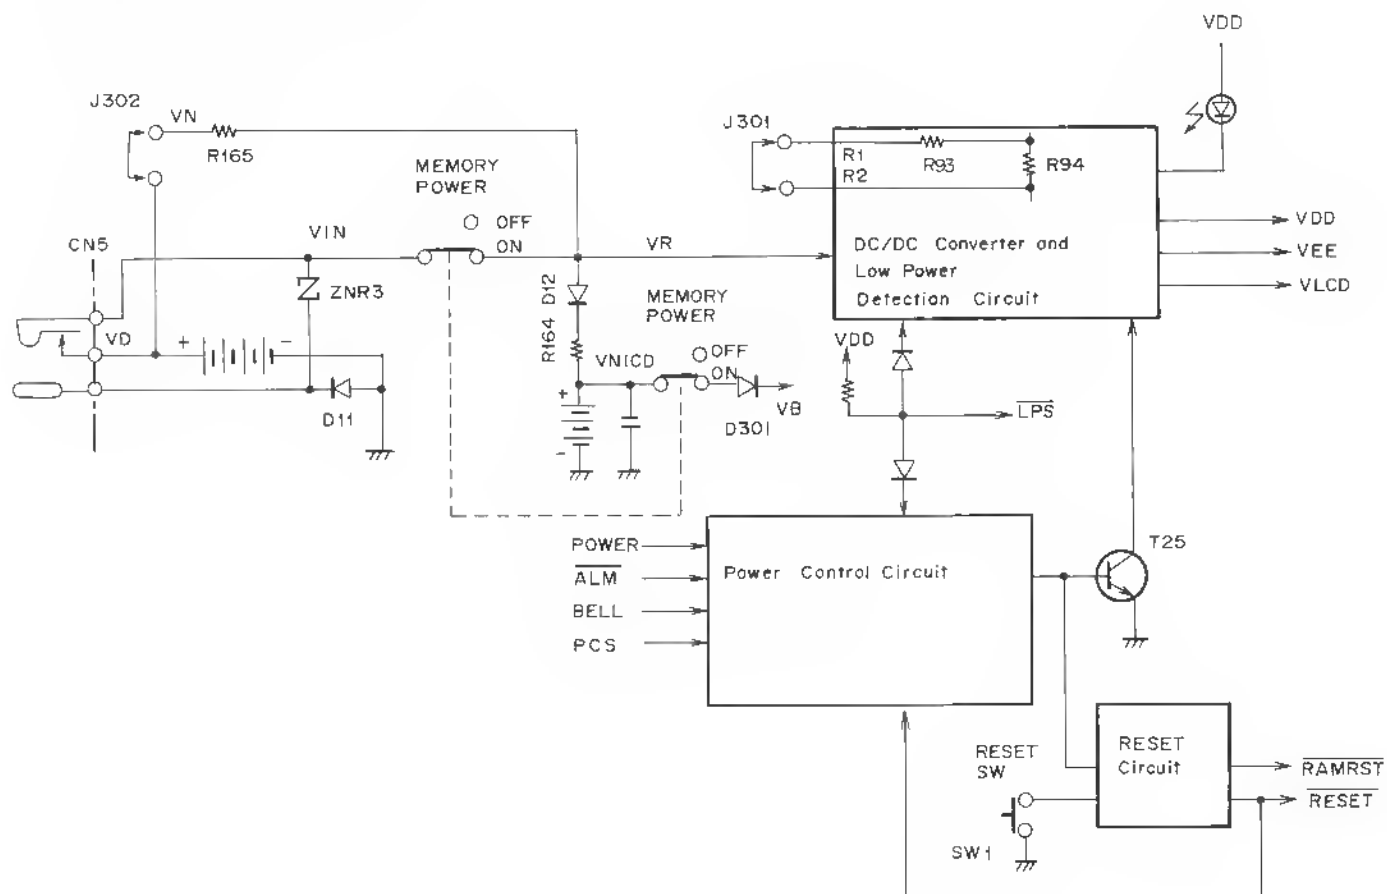 VDD
J302
VN
R165
J301
R1
R2
R93
R94
MEMORY
POWER
OFF
ON
CN5
VIN
VR
DC/DC Converter and
Low Power
Detection Circuit
VDD
VEE
VLCD
ZNR3
D12
R164
MEMORY
POWER
VD
+
-
VNICD
OFF
ON
VDD
D11
+
-
D301
VB
LPS
POWER
ALM
BELL
PCS
Power Control Circuit
T25
RESET
SW
SW1
RESET
Circuit
RAMRST
RESET